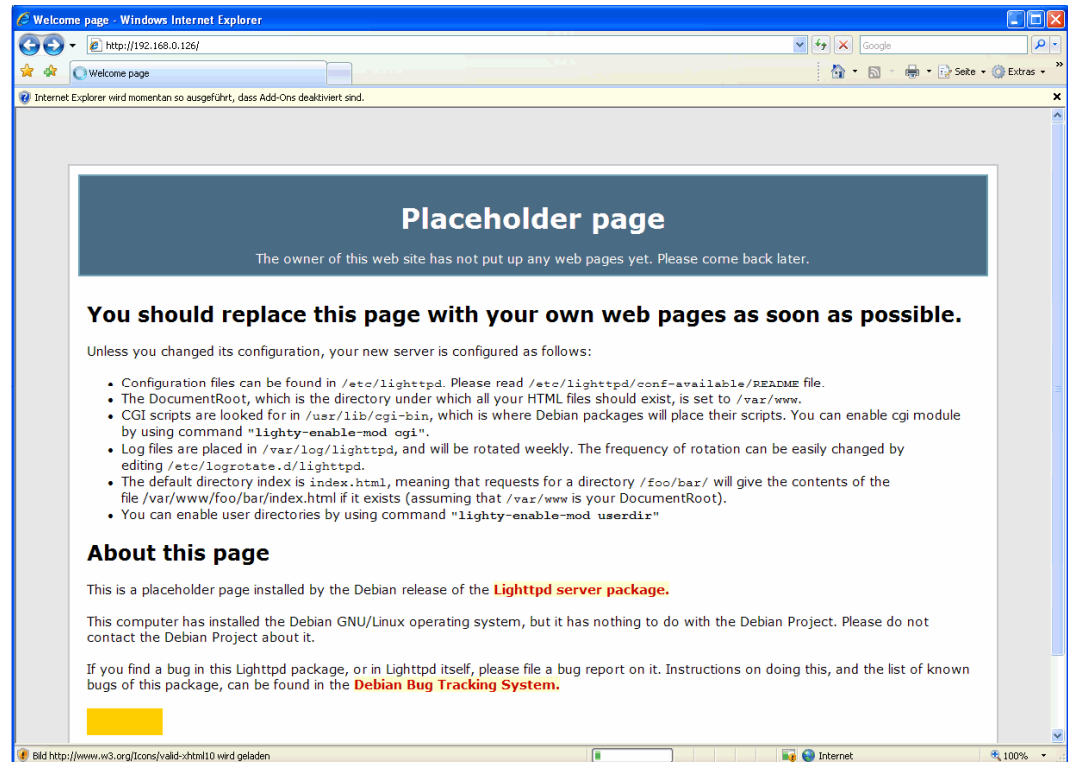 Welcome page - Windows Internet Explorer
http://192.168.0.126/
Google
Welcome page
Seite
Extras
»
Internet Explorer wird momentan so ausgeführt, dass Add-Ons deaktiviert sind.
Placeholder page
The owner of this web site has not put up any web pages yet. Please come back later.
You should replace this page with your own web pages as soon as possible.
Unless you changed its configuration, your new server is configured as follows:
• Configuration files can be found in /etc/lighttpd. Please read /etc/lighttpd/conf-available/README file.
• The DocumentRoot, which is the directory under which all your HTML files should exist, is set to /var/www.
• CGI scripts are looked for in /usr/lib/cgi-bin, which is where Debian packages will place their scripts. You can enable cgi module
by using command "lighty-enable-mod cgi".
• Log files are placed in /var/log/lighttpd, and will be rotated weekly. The frequency of rotation can be easily changed by
editing /etc/logrotate.d/lighttpd.
• The default directory index is index.html, meaning that requests for a directory /foo/bar/ will give the contents of the
file /var/www/foo/bar/index.html if it exists (assuming that /var/www is your DocumentRoot).
• You can enable user directories by using command "lighty-enable-mod userdir"
About this page
This is a placeholder page installed by the Debian release of the Lighttpd server package.
This computer has installed the Debian GNU/Linux operating system, but it has nothing to do with the Debian Project. Please do not
contact the Debian Project about it.
If you find a bug in this Lighttpd package, or in Lighttpd itself, please file a bug report on it. Instructions on doing this, and the list of known
bugs of this package, can be found in the Debian Bug Tracking System.
Bild http://www.w3.org/Icons/valid-xhtml10 wird geladen
Internet
100%